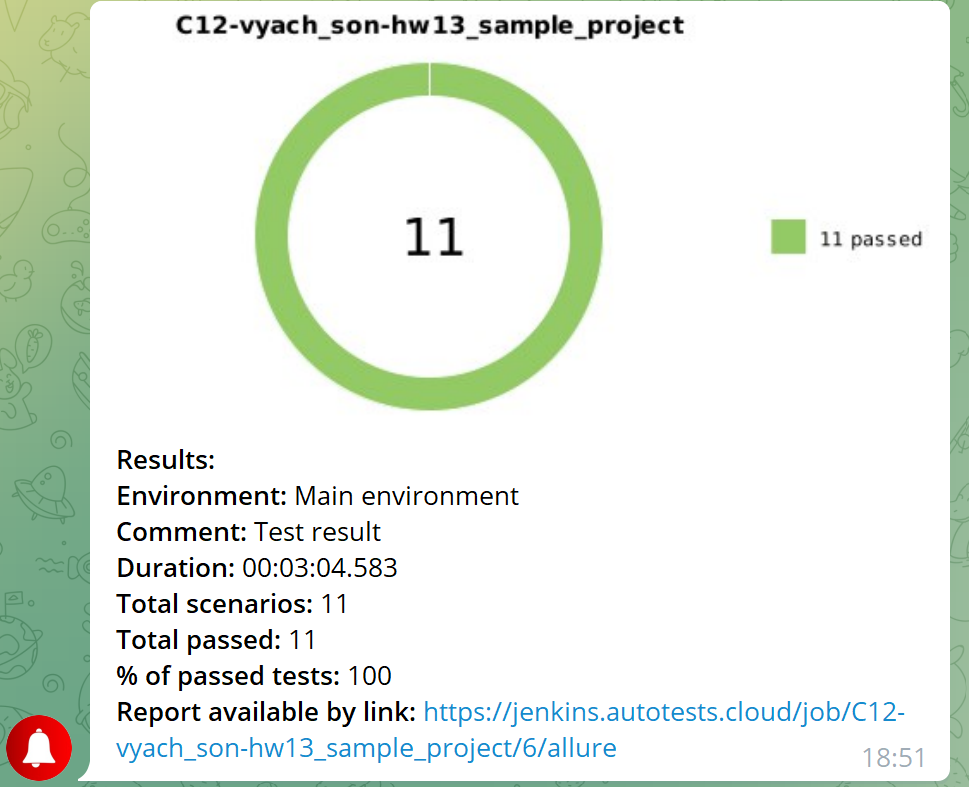 C12-vyach_son-hw13_sample_project
11
11 passed
Results:
Environment: Main environment
Comment: Test result
Duration: 00:03:04.583
Total scenarios: 11
Total passed: 11
% of passed tests: 100
Report available by link: https://jenkins.autotests.cloud/job/C12-
vyach_son-hw13_sample_project/6/allure
18:51